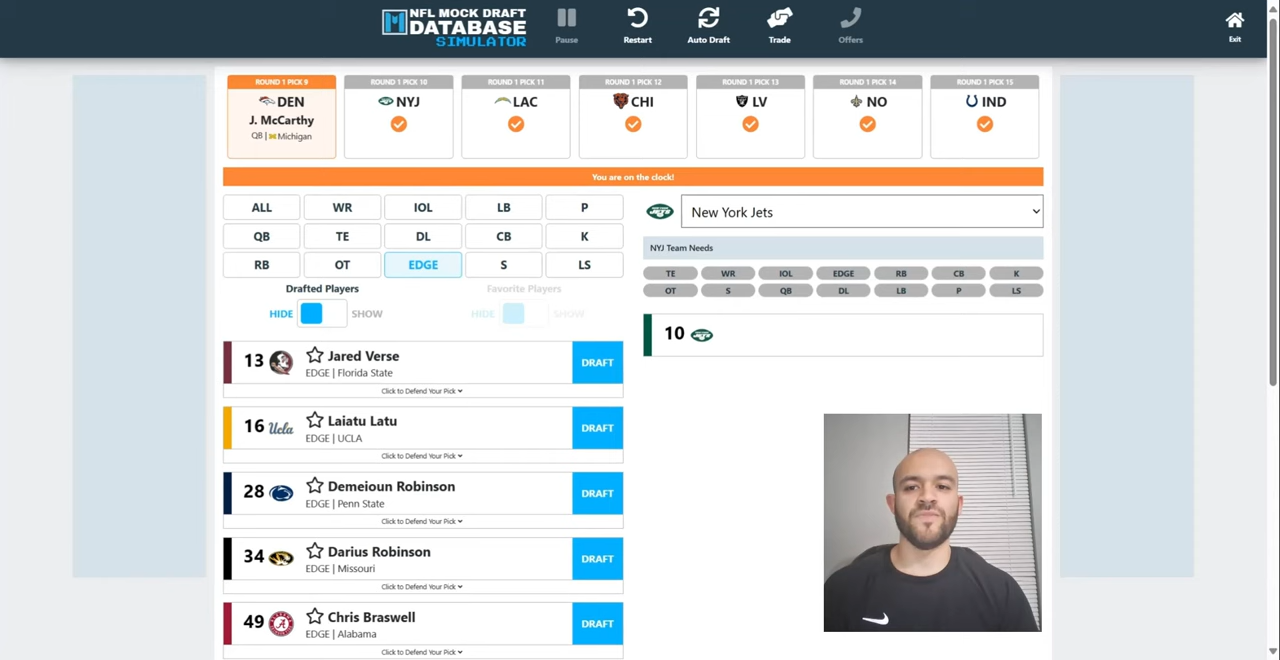 NFL MOCK DRAFT
DATABASE
SIMULATOR
Pause
Restart
Auto Draft
Trade
Offers
Exit
ROUND 1 PICK 9
DEN
J. McCarthy
QB | Michigan
ROUND 1 PICK 10
NYJ
ROUND 1 PICK 11
LAC
ROUND 1 PICK 12
CHI
ROUND 1 PICK 13
LV
ROUND 1 PICK 14
NO
ROUND 1 PICK 15
IND
You are on the clock!
ALL WR IOL LB P
QB TE DL CB K
RB OT EDGE S LS
Drafted Players
HIDE SHOW
Favorite Players
HIDE SHOW
JETS
New York Jets
NYJ Team Needs
TE WR IOL EDGE RB CB K
OT S QB DL LB P LS
10 JETS
13 Jared Verse
EDGE | Florida State
DRAFT
Click to Defend Your Pick
16 Ucla Laiatu Latu
EDGE | UCLA
DRAFT
Click to Defend Your Pick
28 Demeioun Robinson
EDGE | Penn State
DRAFT
Click to Defend Your Pick
34 Darius Robinson
EDGE | Missouri
DRAFT
Click to Defend Your Pick
49 Chris Braswell
EDGE | Alabama
DRAFT
Click to Defend Your Pick